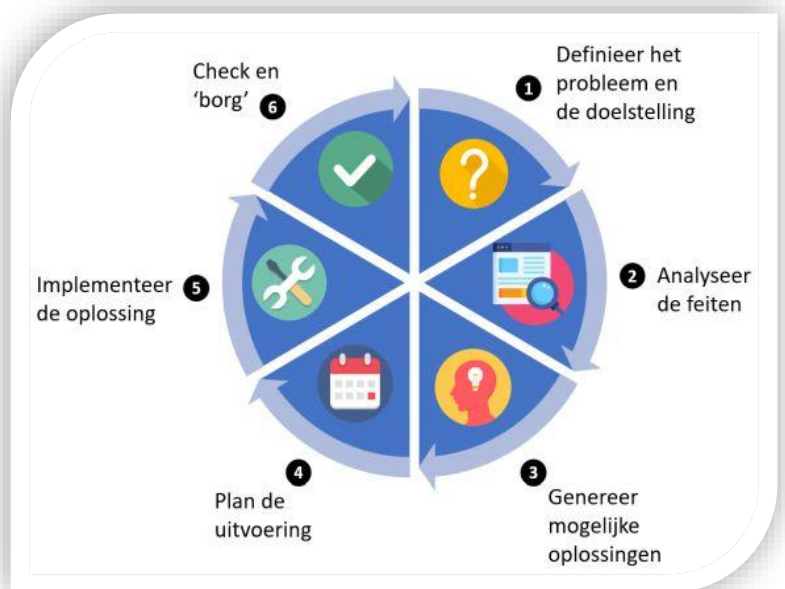 1
Definieer het
probleem en
de doelstelling
2
Analyseer
de feiten
3
Genereer
mogelijke
oplossingen
4
Plan de
uitvoering
5
Implementeer
de oplossing
6
Check en
‘borg’